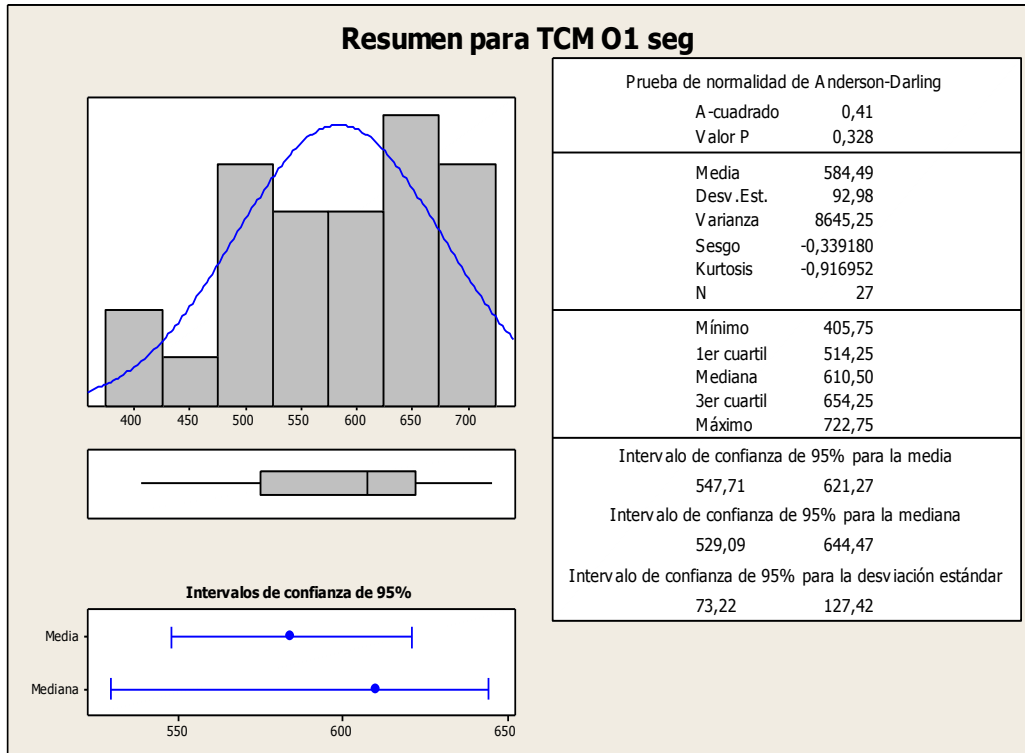 Resumen para TCM O1 seg
400 450 500 550 600 650 700
Intervalos de confianza de 95%
Media
Mediana
550 600 650
Prueba de normalidad de Anderson-Darling
A-cuadrado 0,41
Valor P 0,328
Media 584,49
Desv.Est. 92,98
Varianza 8645,25
Sesgo -0,339180
Kurtosis -0,916952
N 27
Mínimo 405,75
1er cuartil 514,25
Mediana 610,50
3er cuartil 654,25
Máximo 722,75
Intervalo de confianza de 95% para la media
547,71 621,27
Intervalo de confianza de 95% para la mediana
529,09 644,47
Intervalo de confianza de 95% para la desviación estándar
73,22 127,42